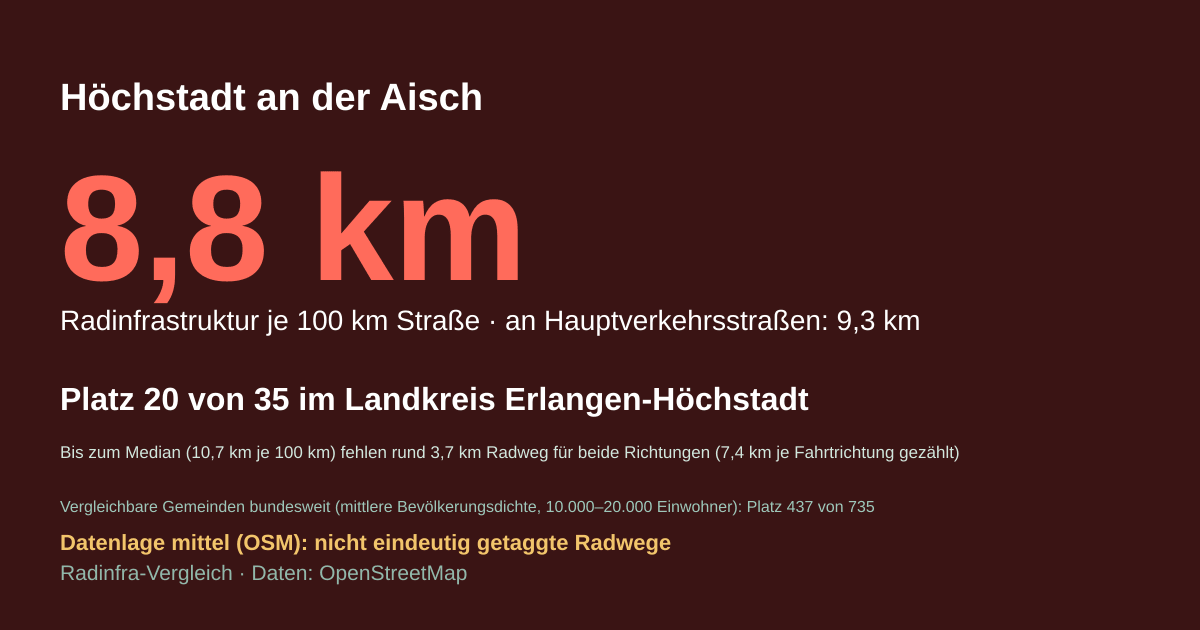 Höchstadt an der Aisch
8,8 km
Radinfrastruktur je 100 km Straße · an Hauptverkehrsstraßen: 9,3 km
Platz 20 von 35 im Landkreis Erlangen-Höchstadt
Bis zum Median (10,7 km je 100 km) fehlen rund 3,7 km Radweg für beide Richtungen (7,4 km je Fahrtrichtung gezählt)
Vergleichbare Gemeinden bundesweit (mittlere Bevölkerungsdichte, 10.000–20.000 Einwohner): Platz 437 von 735
Datenlage mittel (OSM): nicht eindeutig getaggte Radwege
Radinfra-Vergleich · Daten: OpenStreetMap